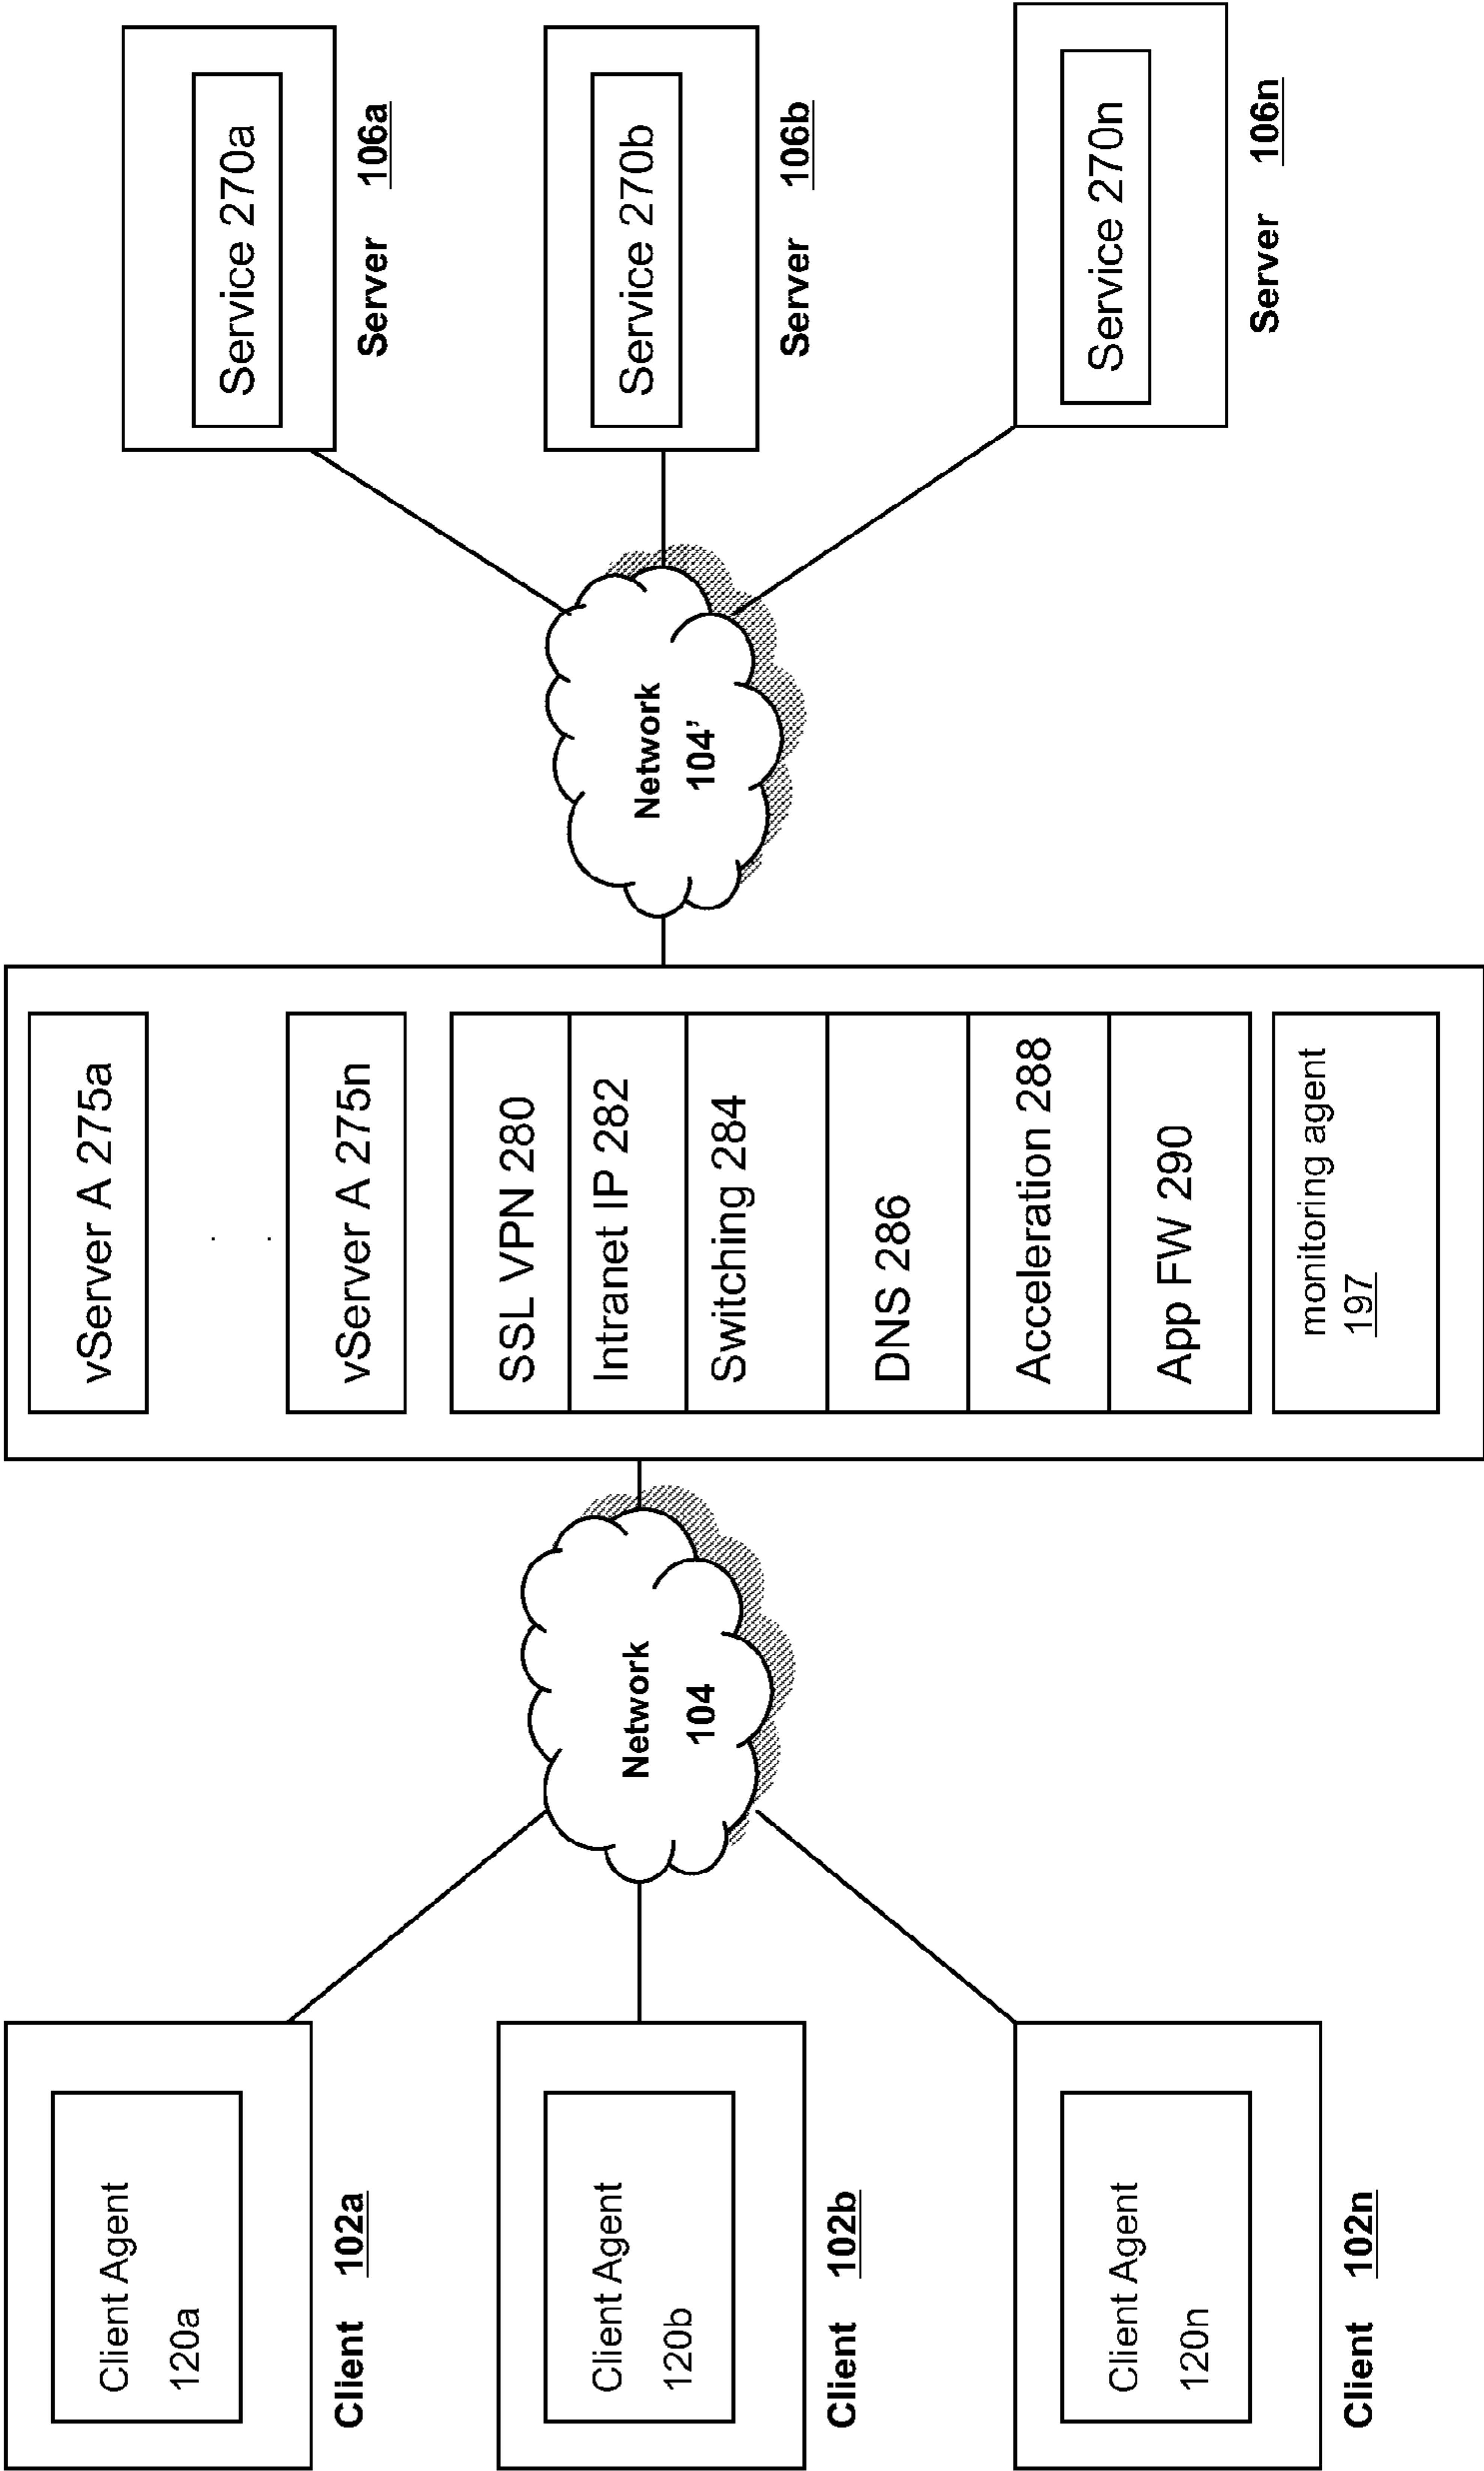 Client Agent
120a
Client 102a
Client Agent
120b
Client 102b
Client Agent
120n
Client 102n
Network
104
vServer A 275a
vServer A 275n
SSL VPN 280
Intranet IP 282
Switching 284
DNS 286
Acceleration 288
App FW 290
monitoring agent
197
Network
104'
Service 270a
Server 106a
Service 270b
Server 106b
Service 270n
Server 106n